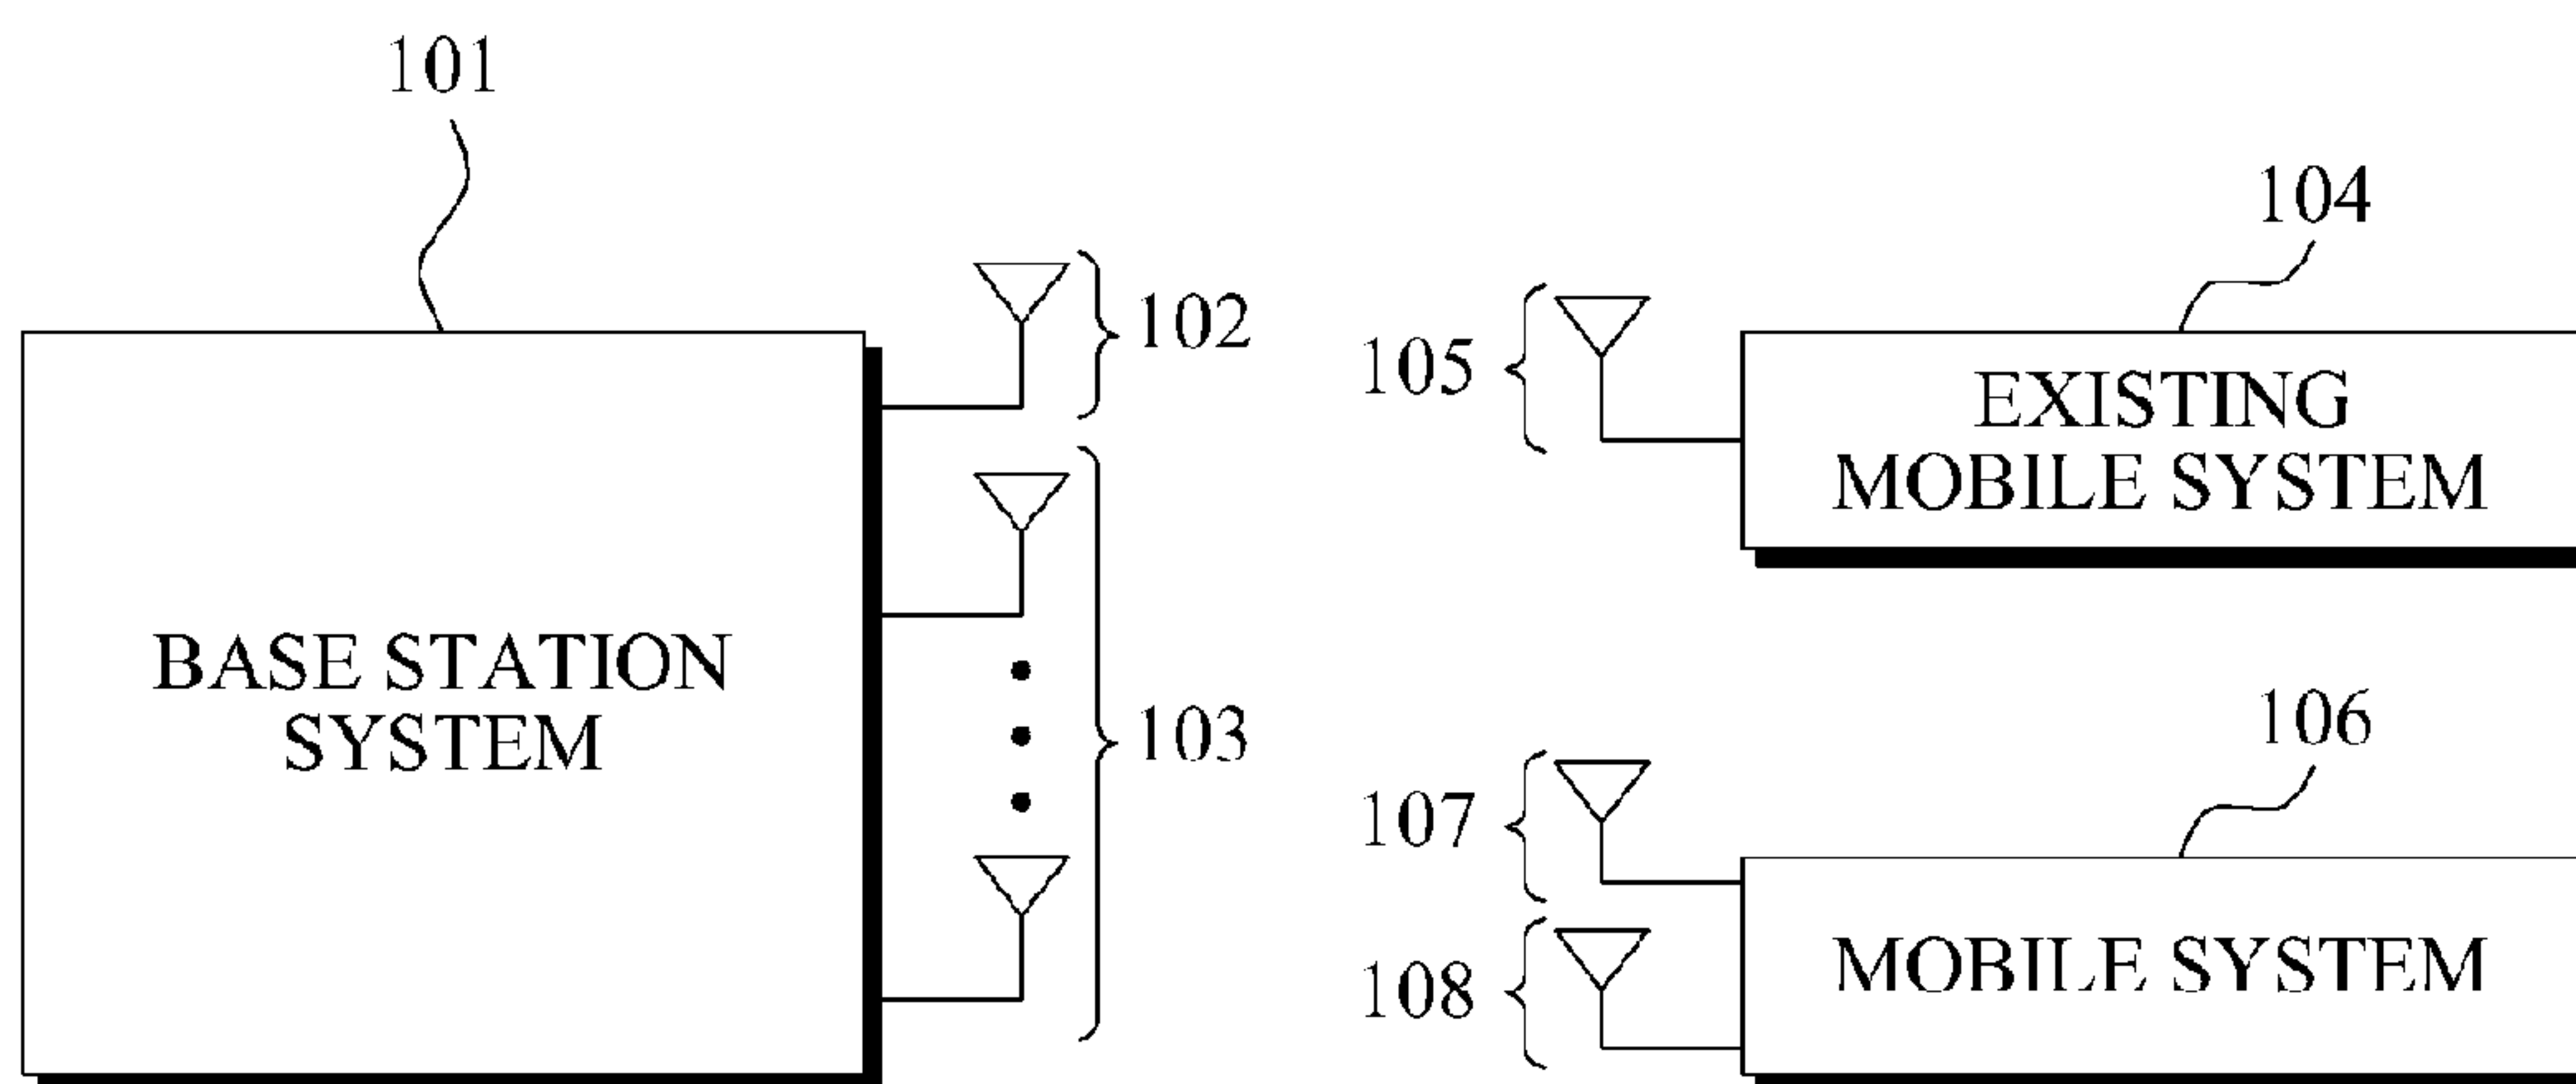 101
102
103
BASE STATION
SYSTEM
104
105
EXISTING
MOBILE SYSTEM
106
107
108
MOBILE SYSTEM